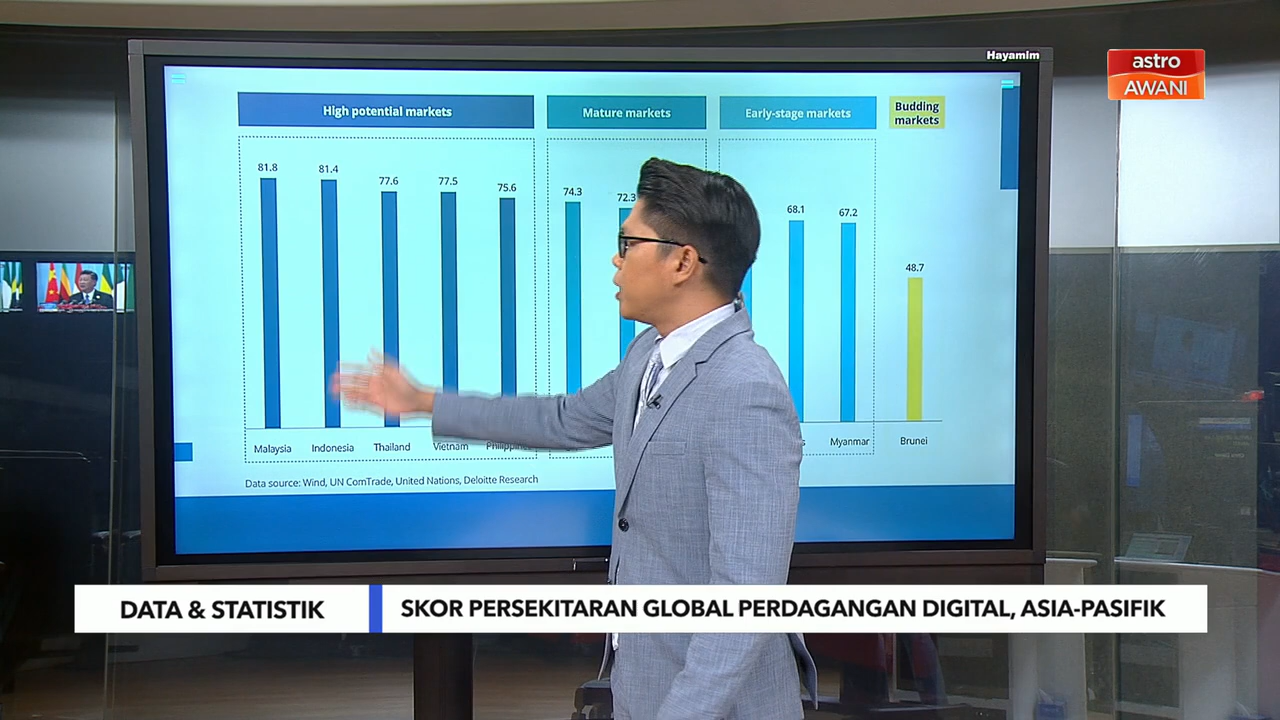 Hayamim
astro
AWANI
High potential markets
Mature markets
Early-stage markets
Budding
markets
81.8
81.4
77.6
77.5
75.6
74.3
72.3
68.1
67.2
48.7
Malaysia
Indonesia
Thailand
Vietnam
Myanmar
Brunei
Data source: Wind, UN ComTrade, United Nations, Deloitte Research
DATA & STATISTIK
SKOR PERSEKITARAN GLOBAL PERDAGANGAN DIGITAL, ASIA-PASIFIK